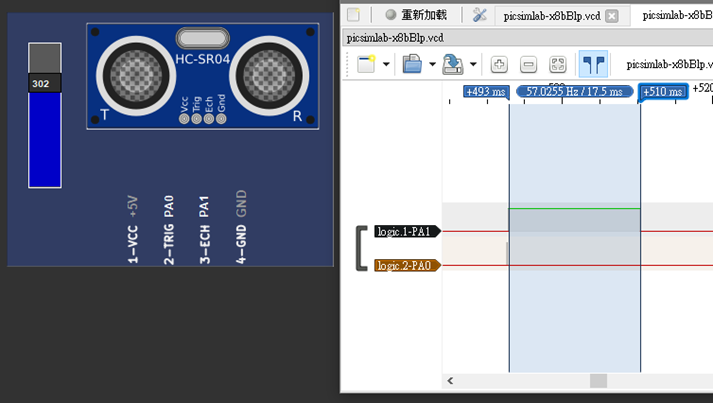 302
HC-SR04
Vcc
Trig
Ech
Gnd
T
R
1-VCC +5V
2-TRIG PA0
3-ECH PA1
4-GND GND
重新加载
picsimlab-x8bBlp.vcd
picsimlab-x8bB
picsimlab-x8bBlp.vcd
picsimlab-x8bBlp.v
+493 ms
57.0255 Hz / 17.5 ms
+510 ms
+520
logic.1-PA1
logic.2-PA0